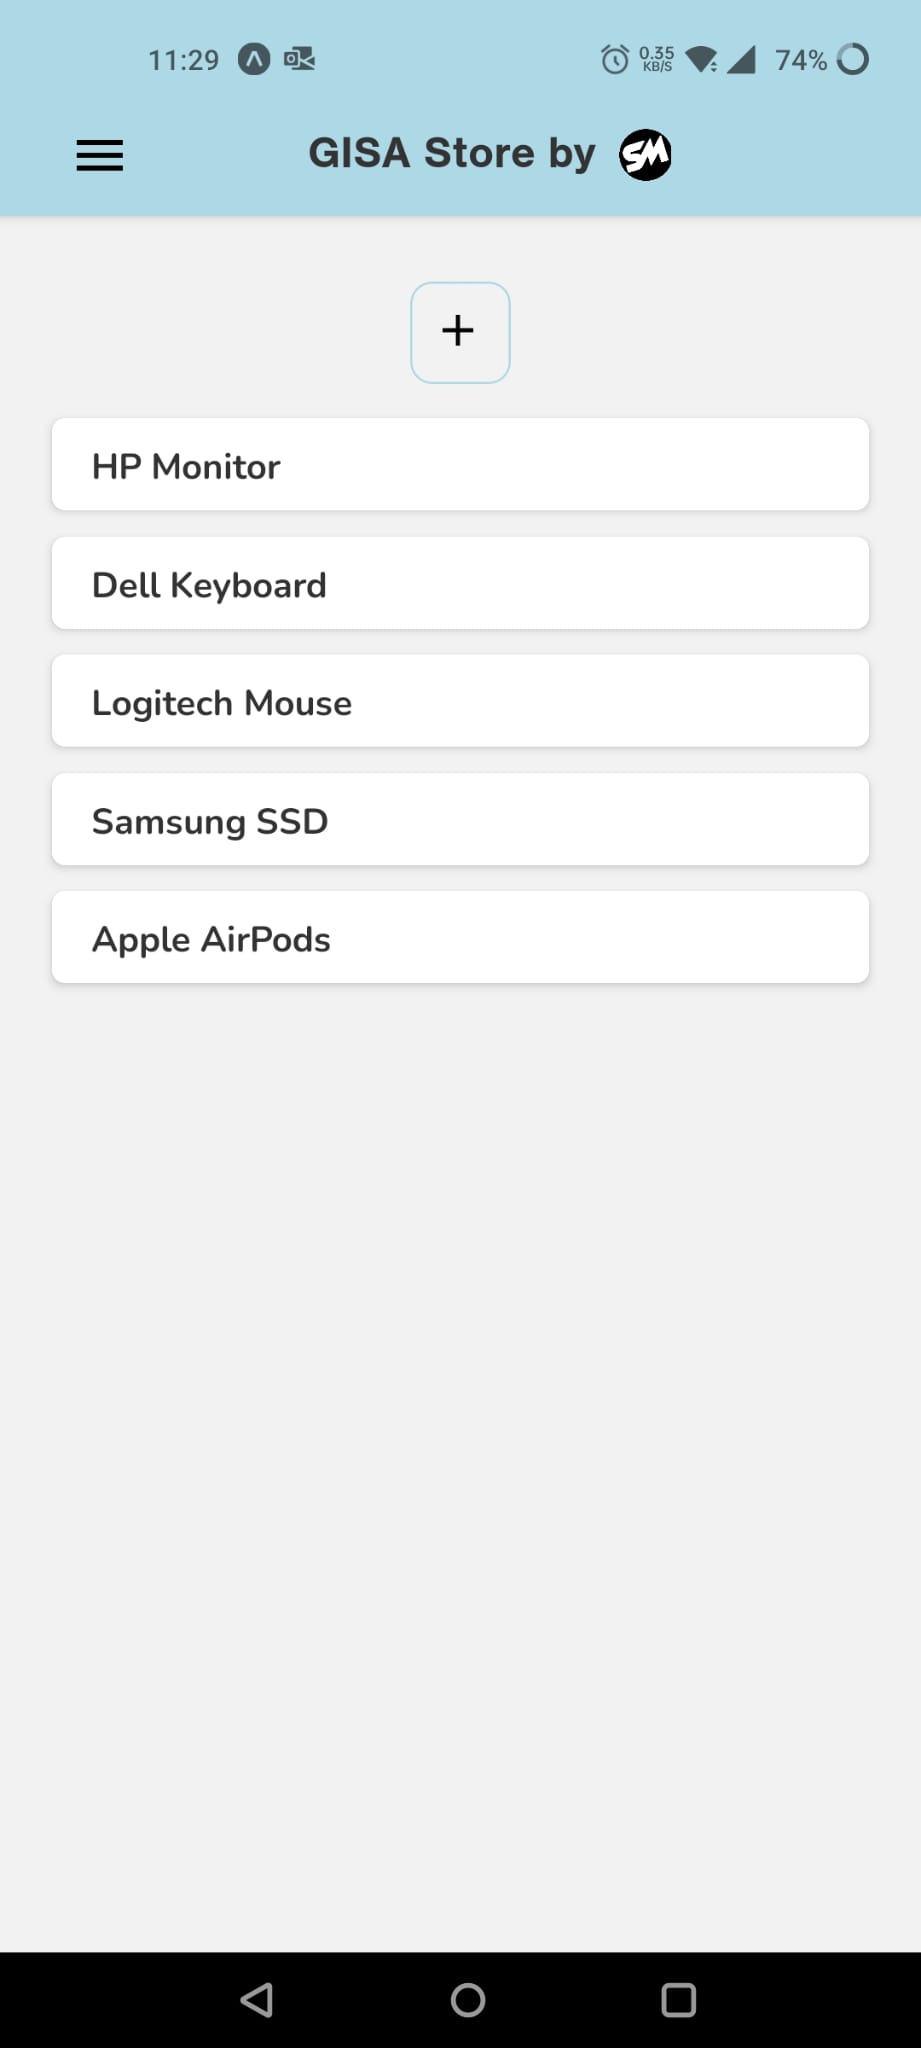 11:29
0.35
KB/S
74%
GISA Store by SM
+
HP Monitor
Dell Keyboard
Logitech Mouse
Samsung SSD
Apple AirPods